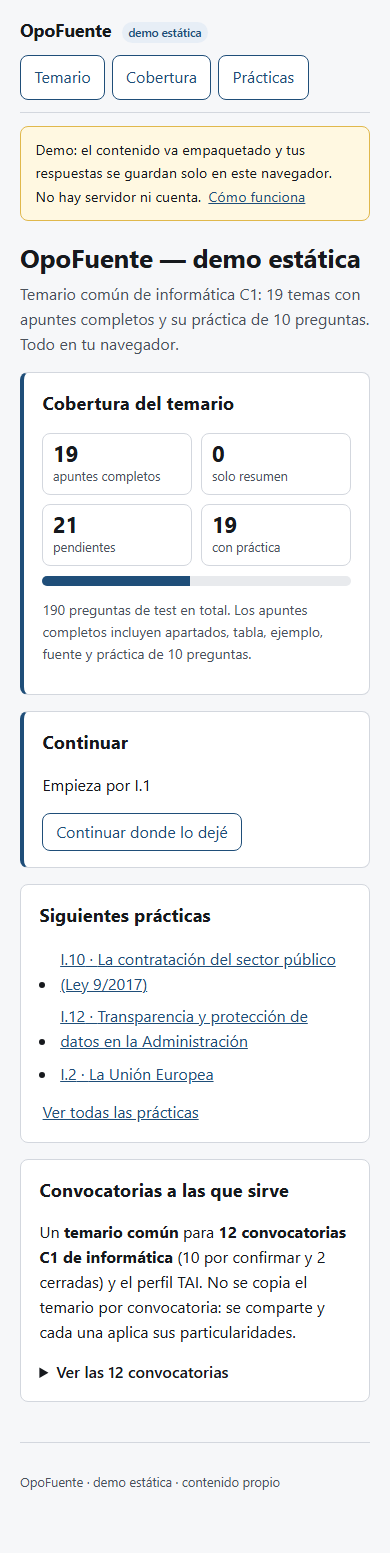 OpoFuente demo estática
Temario Cobertura Prácticas
Demo: el contenido va empaquetado y tus
respuestas se guardan solo en este navegador.
No hay servidor ni cuenta. Cómo funciona
OpoFuente — demo estática
Temario común de informática C1: 19 temas con
apuntes completos y su práctica de 10 preguntas.
Todo en tu navegador.
Cobertura del temario
19
apuntes completos
0
solo resumen
21
pendientes
19
con práctica
190 preguntas de test en total. Los apuntes
completos incluyen apartados, tabla, ejemplo,
fuente y práctica de 10 preguntas.
Continuar
Empieza por I.1
Continuar donde lo dejé
Siguientes prácticas
I.10 · La contratación del sector público
(Ley 9/2017)
I.12 · Transparencia y protección de
datos en la Administración
I.2 · La Unión Europea
Ver todas las prácticas
Convocatorias a las que sirve
Un temario común para 12 convocatorias
C1 de informática (10 por confirmar y 2
cerradas) y el perfil TAI. No se copia el
temario por convocatoria: se comparte y
cada una aplica sus particularidades.
Ver las 12 convocatorias
OpoFuente · demo estática · contenido propio